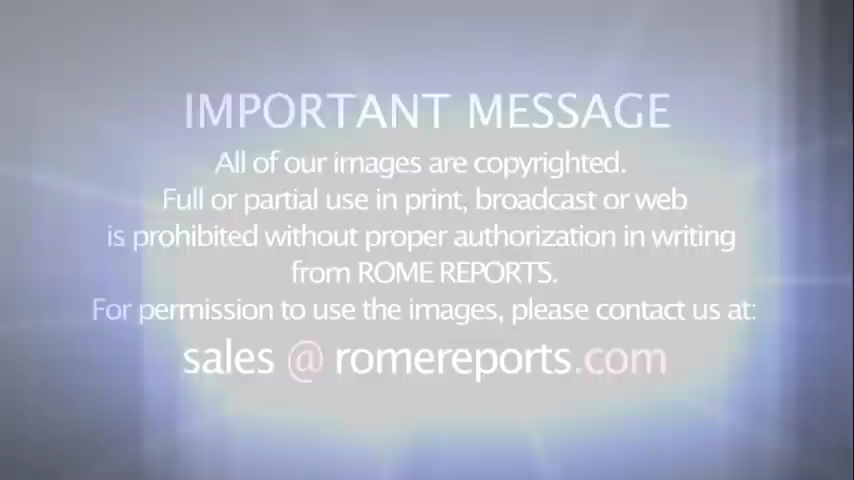 IMPORTANT MESSAGE
All of our images are copyrighted.
Full or partial use in print, broadcast or web
is prohibited without proper authorization in writing
from ROME REPORTS.
For permission to use the images, please contact us at:
sales @ romereports.com